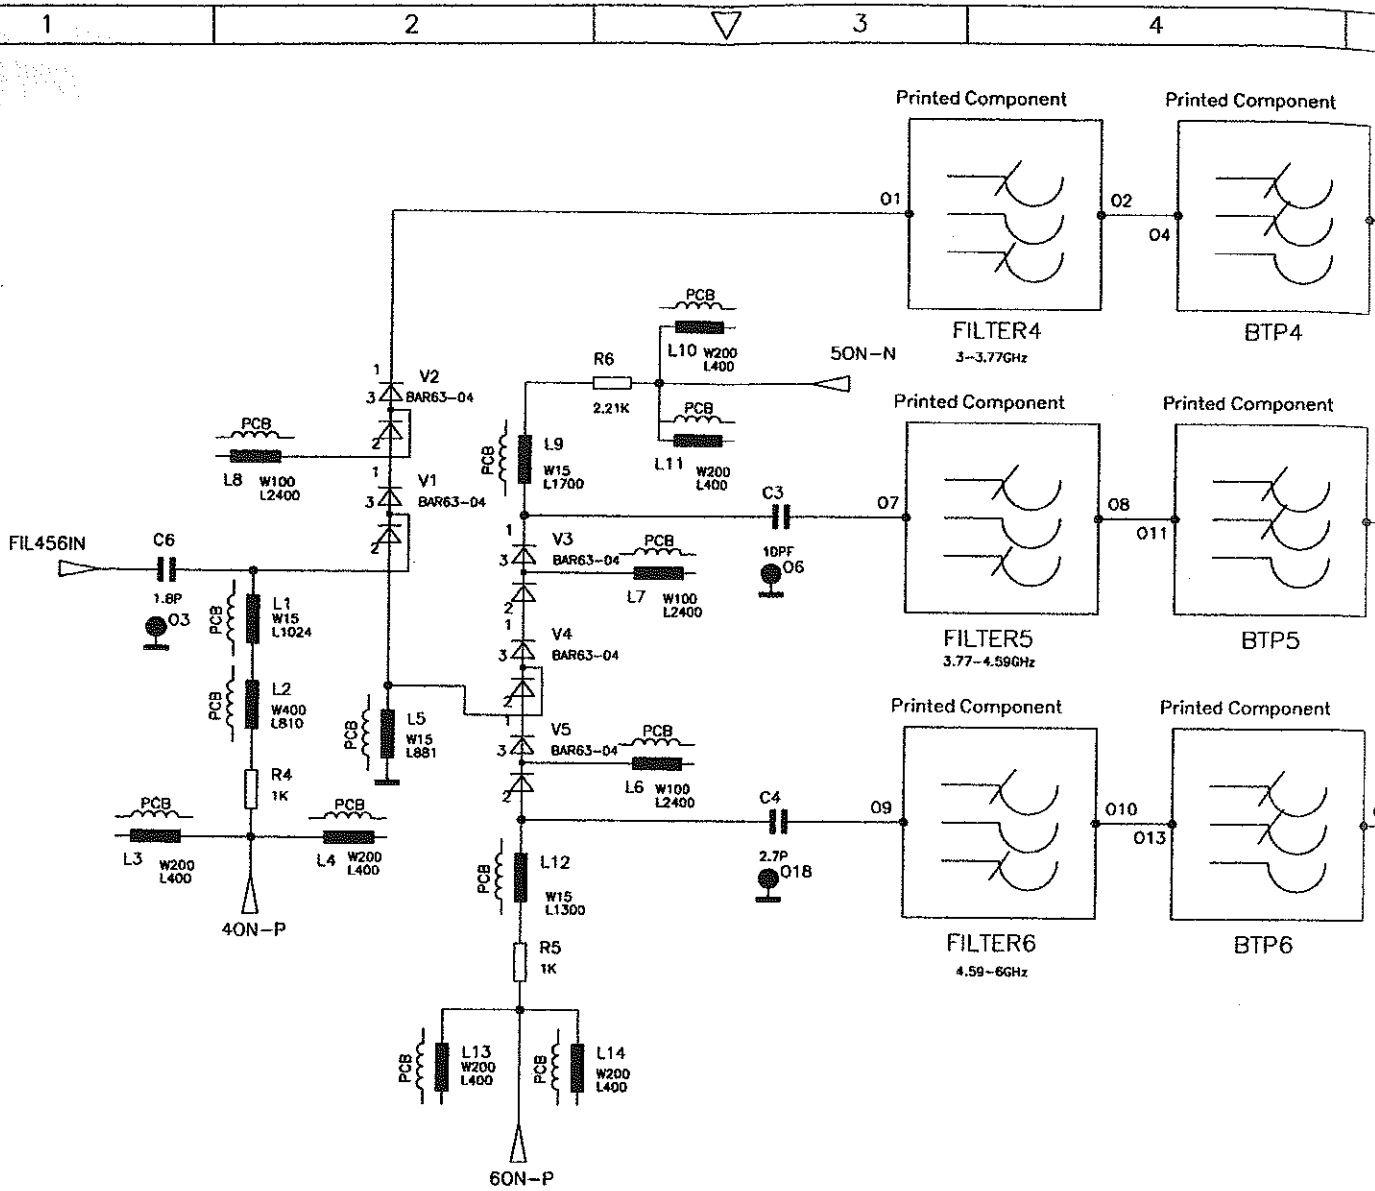 1 2 3 4
Printed Component Printed Component
O1 O2
O4
FILTER4 BTP4
3-3.77GHz
PCB
L10 W200
L400
R6
2.21K
5ON-N
PCB
L11 W200
L400
1 V2
3 BAR63-04
2
PCB
L8 W100
L2400
1 V1
3 BAR63-04
2
PCB L9
W15
L1700
Printed Component Printed Component
C3 O7 O8
O11
10PF
O6
FILTER5 BTP5
3.77-4.59GHz
FIL456IN C6
1.8P
O3
1 V3
3 BAR63-04
2
PCB
L7 W100
L2400
PCB L1
W15
L1024
PCB L2
W400
L810
1 V4
3 BAR63-04
2
PCB L5
W15
L881
1 V5
3 BAR63-04
2
PCB
L6 W100
L2400
Printed Component Printed Component
C4 O9 O10
O13
2.7P
O18
FILTER6 BTP6
4.59-6GHz
R4
1K
PCB PCB
L3 W200
L400
L4 W200
L400
4ON-P
PCB L12
W15
L1300
R5
1K
PCB L13
W200
L400
PCB L14
W200
L400
6ON-P